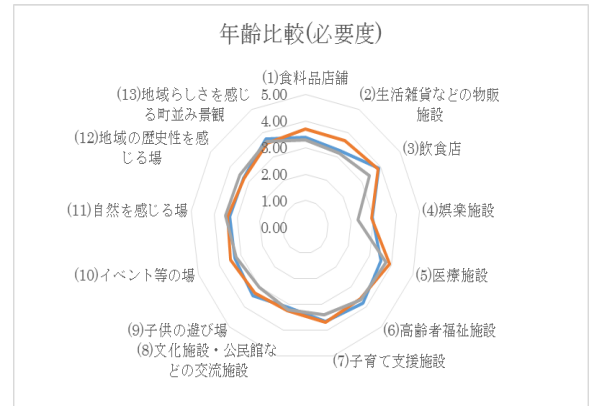 年齢比較(必要度)
(1)食料品店舗
(2)生活雑貨などの物販
施設
(3)飲食店
(4)娯楽施設
(5)医療施設
(6)高齢者福祉施設
(7)子育て支援施設
(8)文化施設・公民館な
どの交流施設
(9)子供の遊び場
(10)イベント等の場
(11)自然を感じる場
(12)地域の歴史性を感
じる場
(13)地域らしさを感じ
る町並み景観
5.00
4.00
3.00
2.00
1.00
0.00